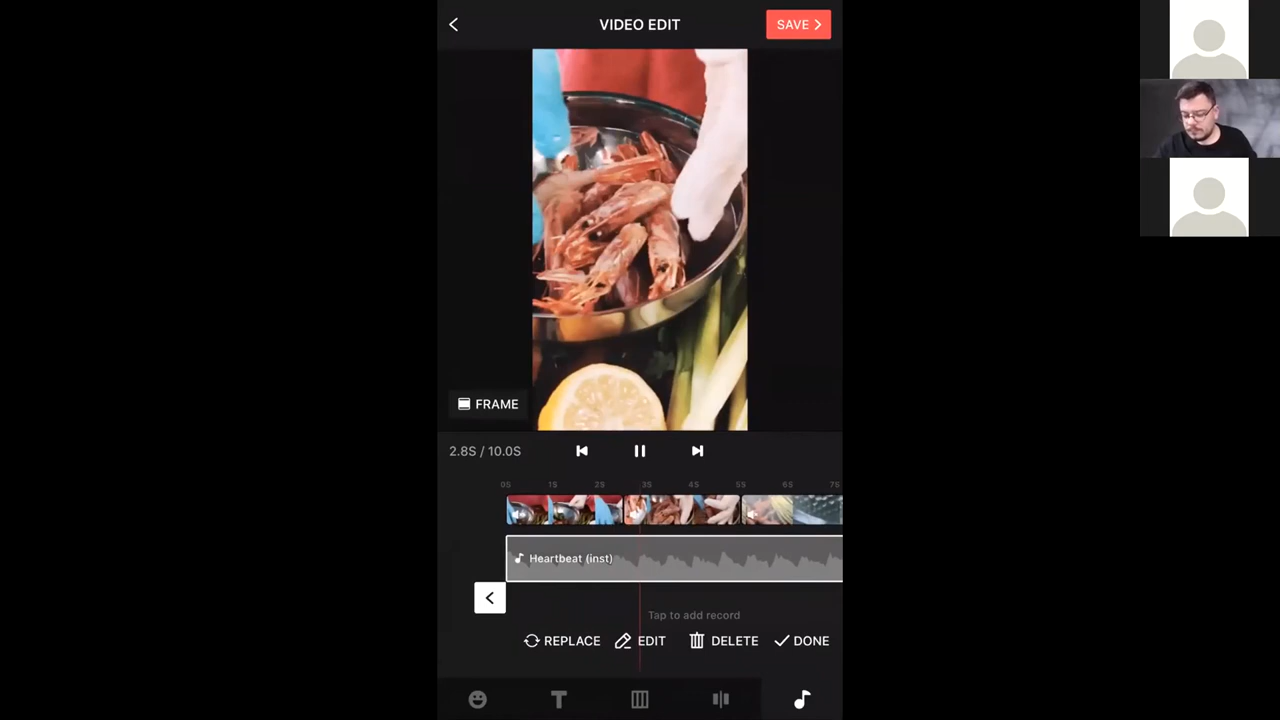 VIDEO EDIT
SAVE
FRAME
2.8S / 10.0S
0S 1S 2S 3S 4S 5S 6S 7S
Heartbeat (inst)
Tap to add record
REPLACE EDIT DELETE DONE